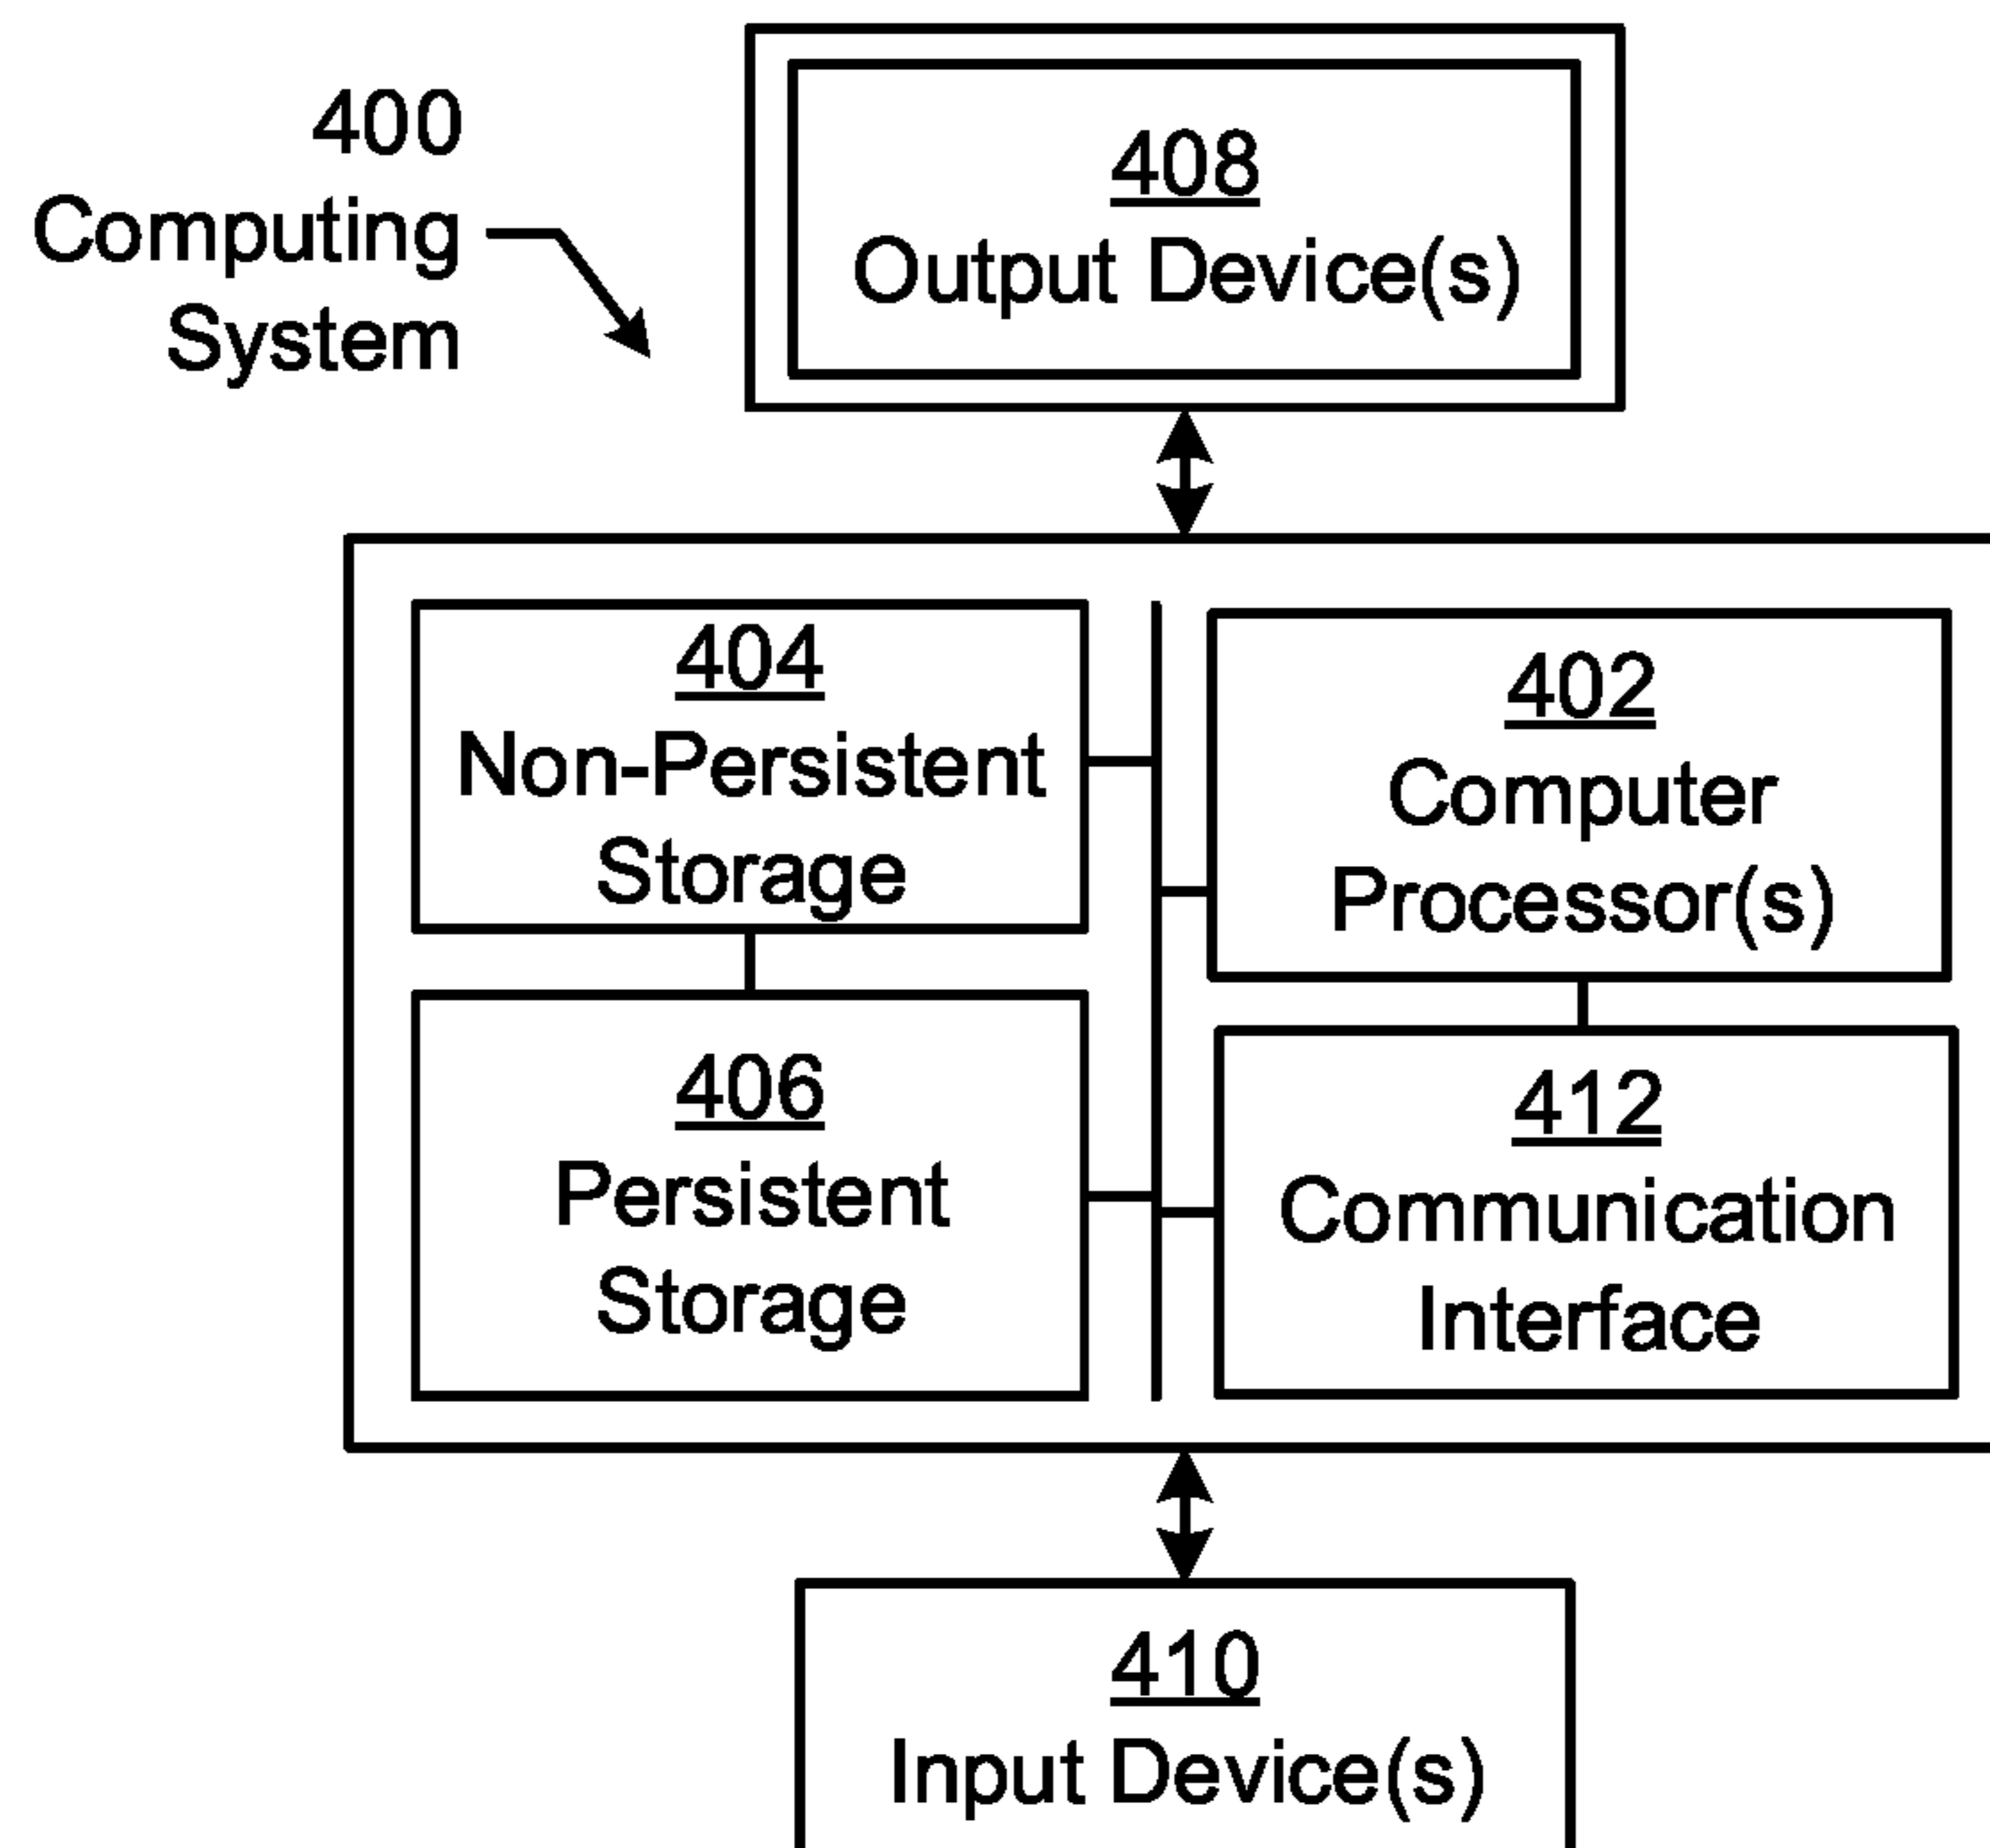 400
Computing
System
408
Output Device(s)
404
Non-Persistent
Storage
402
Computer
Processor(s)
406
Persistent
Storage
412
Communication
Interface
410
Input Device(s)